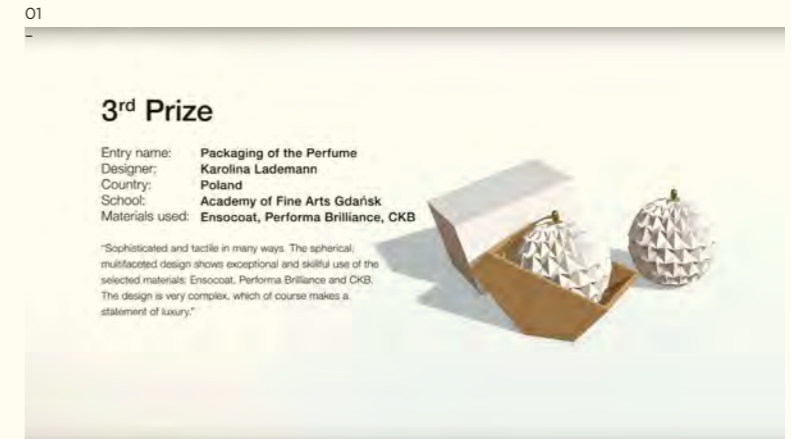 01
–
3rd Prize
Entry name: Packaging of the Perfume
Designer: Karolina Lademann
Country: Poland
School: Academy of Fine Arts Gdańsk
Materials used: Ensocoat, Performa Brilliance, CKB
"Sophisticated and tactile in many ways. The spherical,
multifaceted design shows exceptional and skillful use of the
selected materials: Ensocoat, Performa Brilliance and CKB.
The design is very complex, which of course makes a
statement of luxury."